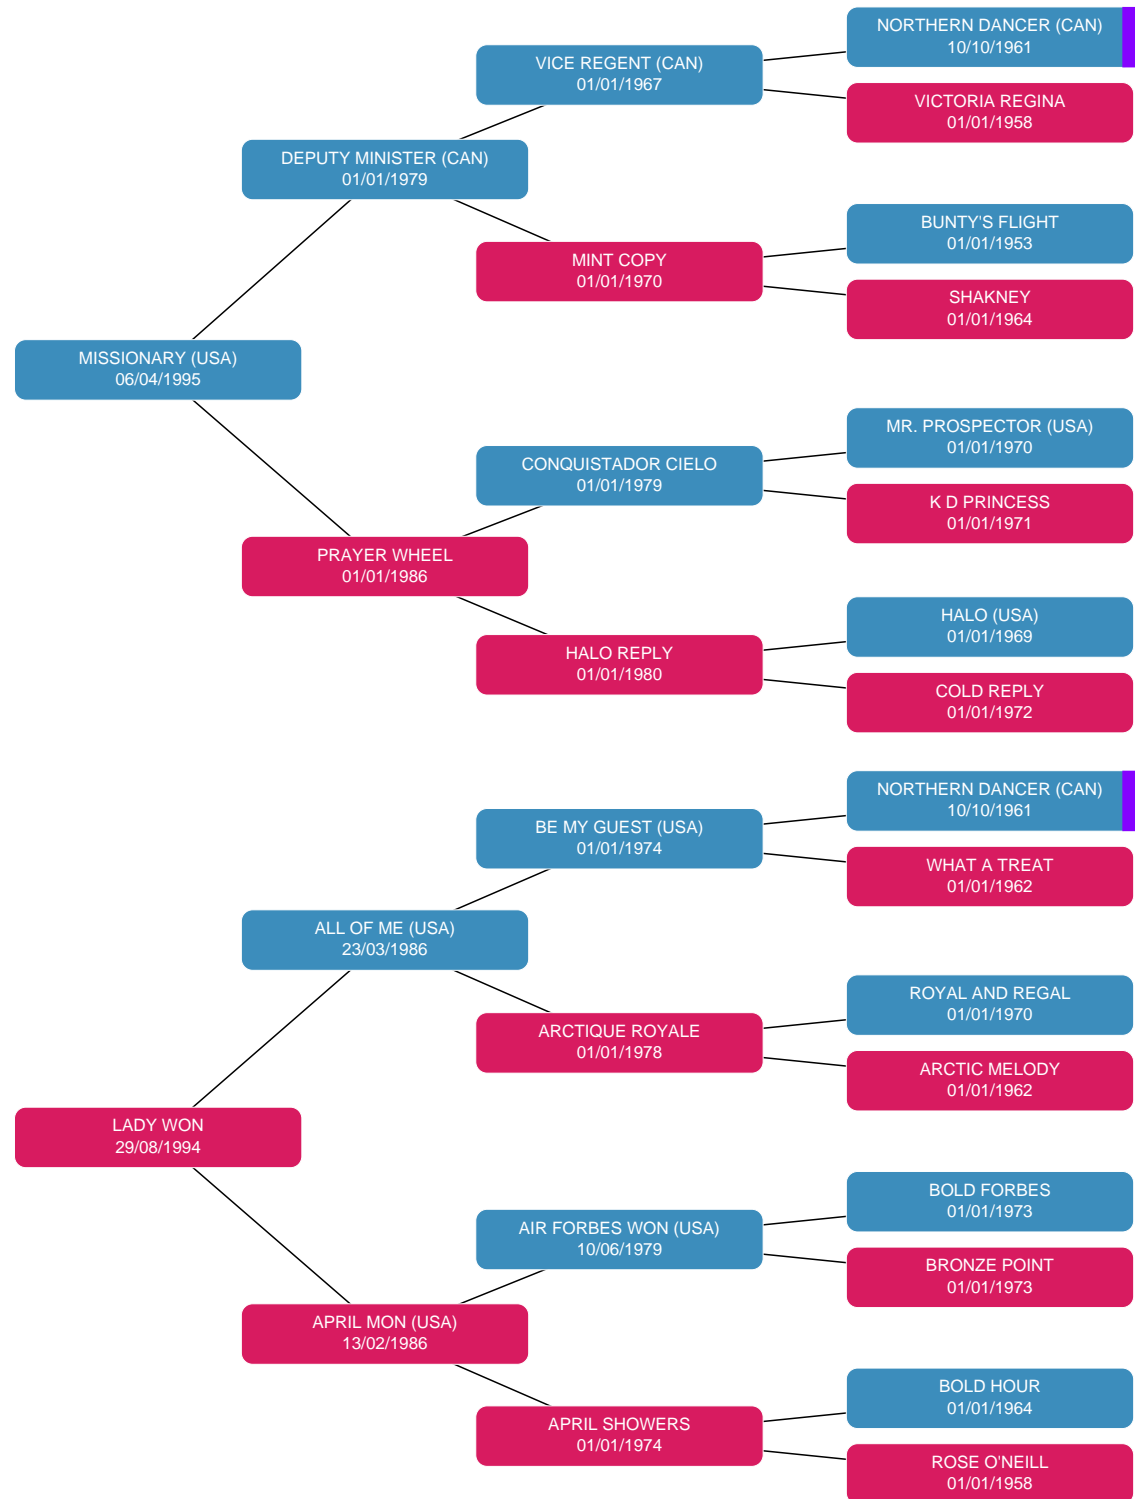 NORTHERN DANCER (CAN)
10/10/1961
VICE REGENT (CAN)
01/01/1967
VICTORIA REGINA
01/01/1958
DEPUTY MINISTER (CAN)
01/01/1979
BUNTY'S FLIGHT
01/01/1953
MINT COPY
01/01/1970
SHAKNEY
01/01/1964
MISSIONARY (USA)
06/04/1995
MR. PROSPECTOR (USA)
01/01/1970
CONQUISTADOR CIELO
01/01/1979
K D PRINCESS
01/01/1971
PRAYER WHEEL
01/01/1986
HALO (USA)
01/01/1969
HALO REPLY
01/01/1980
COLD REPLY
01/01/1972
NORTHERN DANCER (CAN)
10/10/1961
BE MY GUEST (USA)
01/01/1974
WHAT A TREAT
01/01/1962
ALL OF ME (USA)
23/03/1986
ROYAL AND REGAL
01/01/1970
ARCTIQUE ROYALE
01/01/1978
ARCTIC MELODY
01/01/1962
LADY WON
29/08/1994
BOLD FORBES
01/01/1973
AIR FORBES WON (USA)
10/06/1979
BRONZE POINT
01/01/1973
APRIL MON (USA)
13/02/1986
BOLD HOUR
01/01/1964
APRIL SHOWERS
01/01/1974
ROSE O'NEILL
01/01/1958